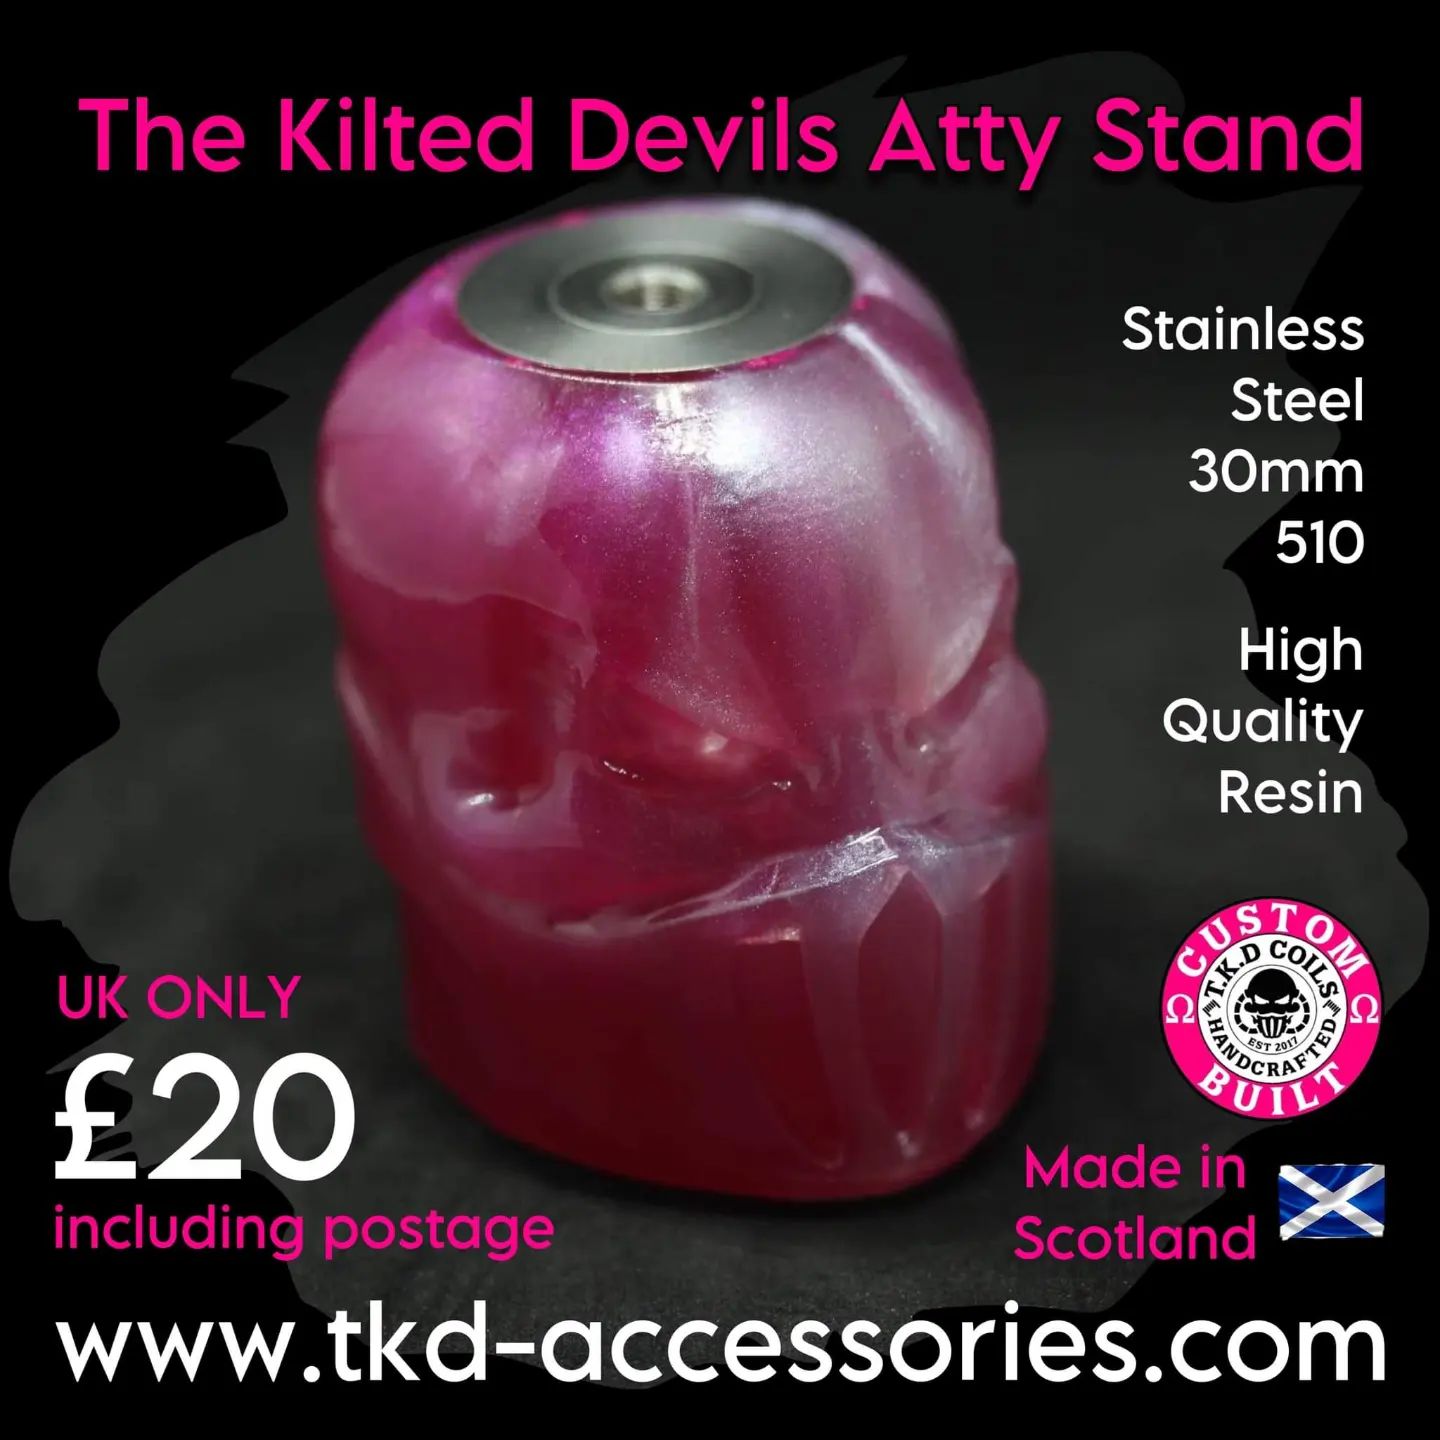 The Kilted Devils Atty Stand
Stainless
Steel
30mm
510
High
Quality
Resin
UK ONLY
£20
including postage
CUSTOM
T.K.D COILS
EST 2017
HANDCRAFTED
Ω Ω
BUILT
Made in
Scotland
www.tkd-accessories.com